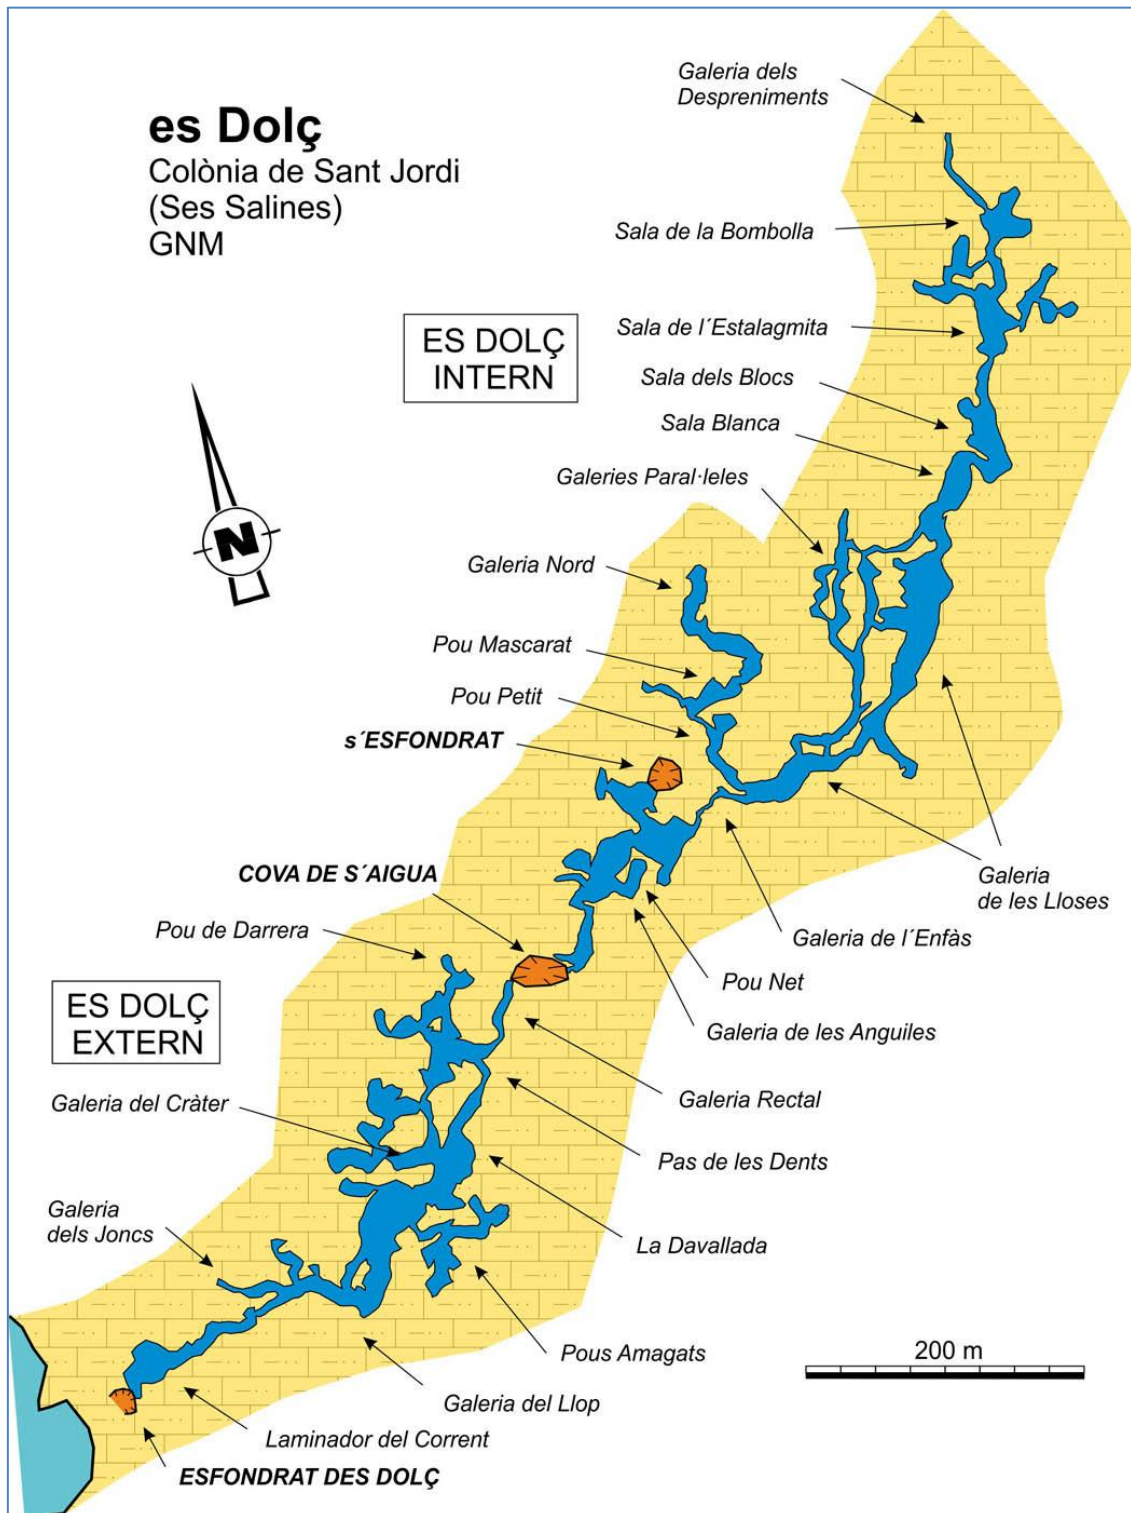 es Dolç
Colònia de Sant Jordi
(Ses Salines)
GNM
Galeria dels
Despreniments
Sala de la Bombolla
ES DOLÇ
INTERN
Sala de l´Estalagmita
Sala dels Blocs
Sala Blanca
Galeries Paral·leles
N
Galeria Nord
Pou Mascarat
Pou Petit
s´ESFONDRAT
COVA DE S´AIGUA
Galeria
de les Lloses
Pou de Darrera
Galeria de l´Enfàs
Pou Net
ES DOLÇ
EXTERN
Galeria de les Anguiles
Galeria del Cràter
Galeria Rectal
Pas de les Dents
Galeria
dels Joncs
La Davallada
Pous Amagats
200 m
Galeria del Llop
Laminador del Corrent
ESFONDRAT DES DOLÇ